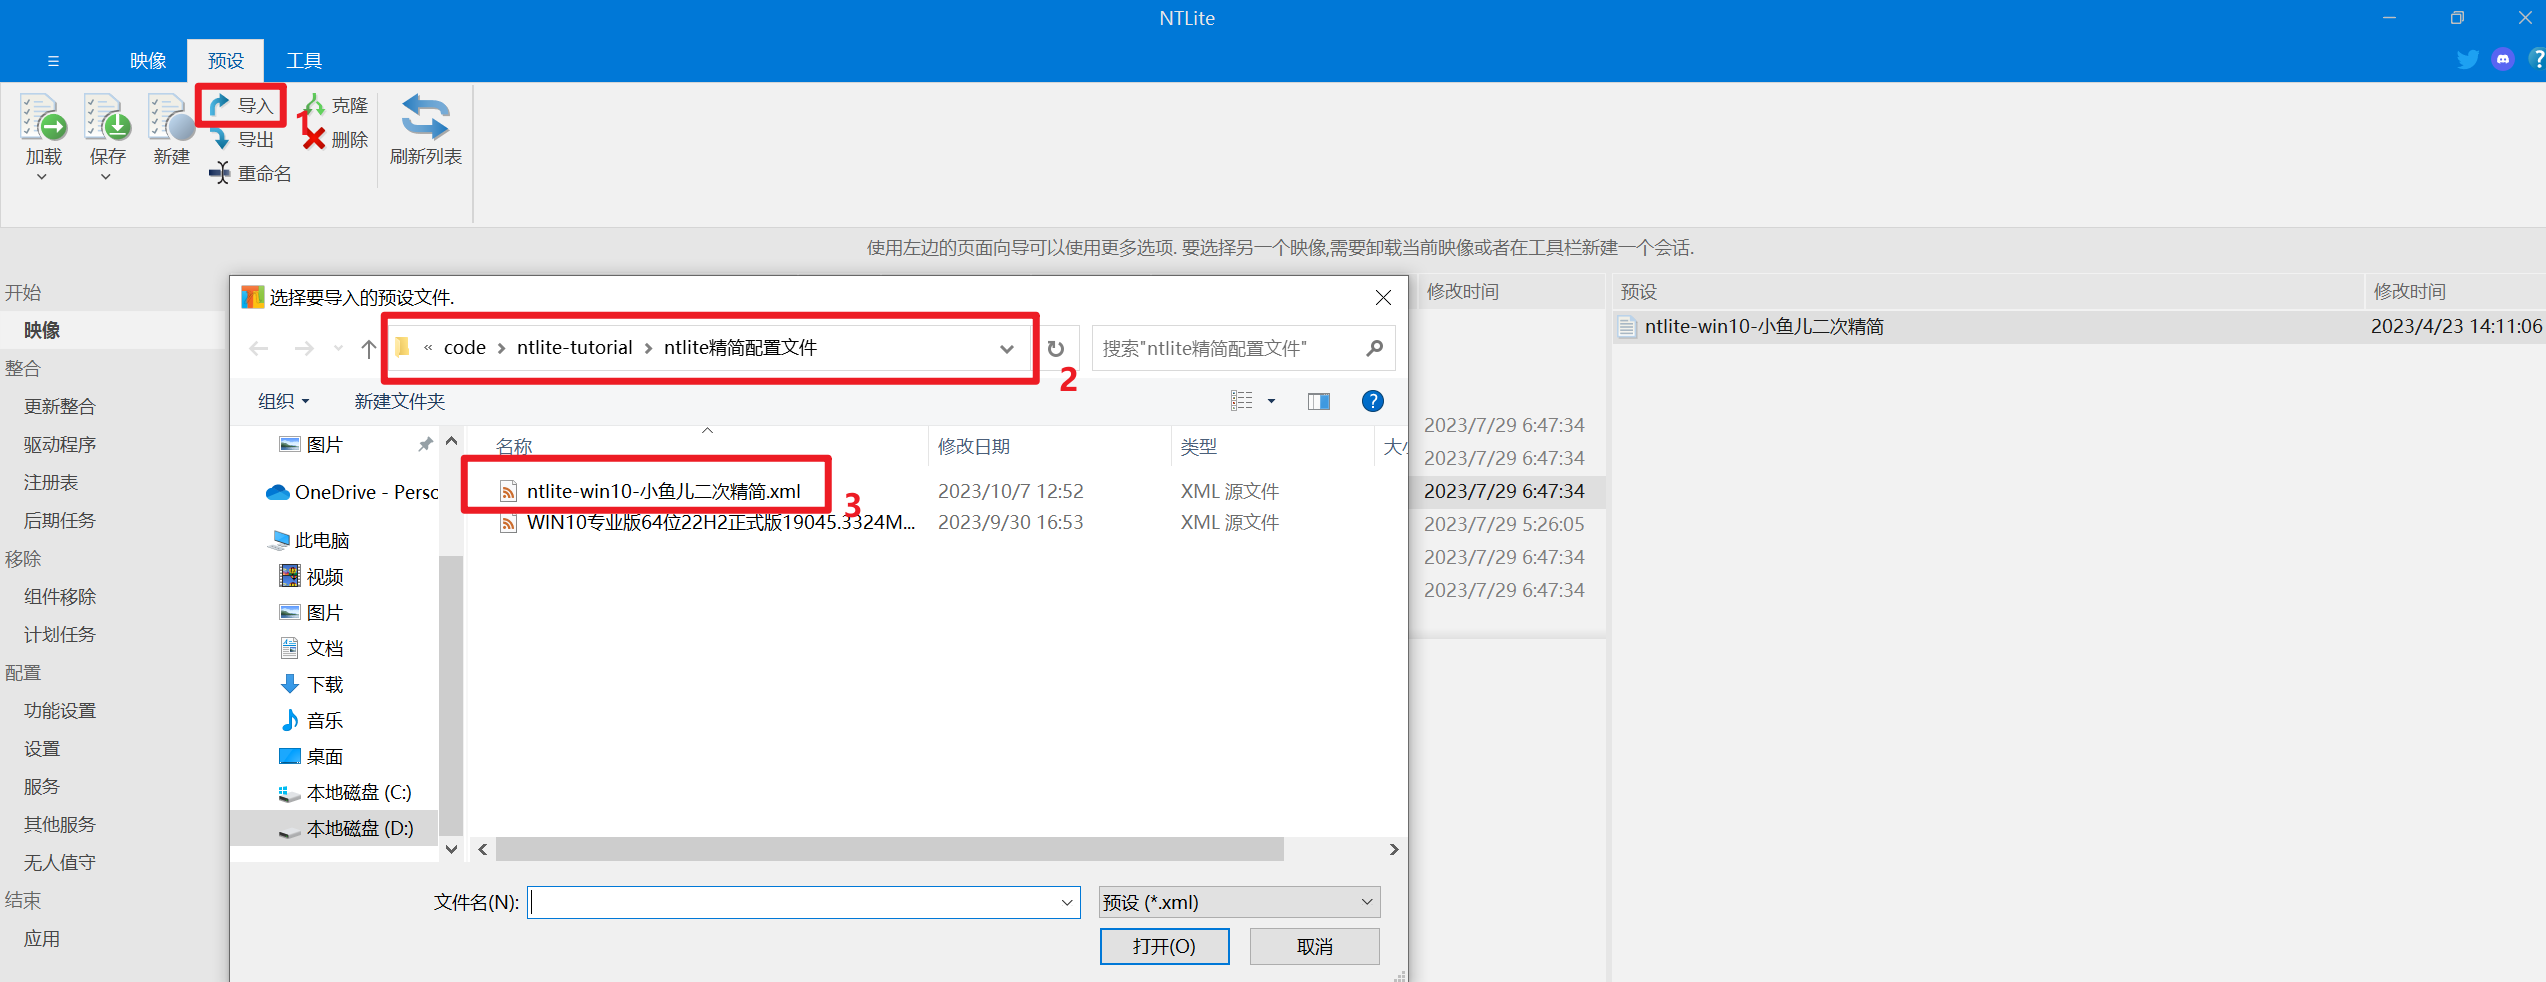 NTLite
映像 预设 工具
导入 1 克隆
导出 删除
加载 保存 新建 重命名 刷新列表
使用左边的页面向导可以使用更多选项. 要选择另一个映像,需要卸载当前映像或者在工具栏新建一个会话.
开始
映像
整合
更新整合
驱动程序
注册表
后期任务
移除
组件移除
计划任务
配置
功能设置
设置
服务
其他服务
无人值守
结束
应用
选择要导入的预设文件.
« code › ntlite-tutorial › ntlite精简配置文件
搜索"ntlite精简配置文件"
2
组织 新建文件夹
图片
OneDrive - Perso
此电脑
视频
图片
文档
下载
音乐
桌面
本地磁盘 (C:)
本地磁盘 (D:)
名称 修改日期 类型 大小
ntlite-win10-小鱼儿二次精简.xml 3 2023/10/7 12:52 XML 源文件
WIN10专业版64位22H2正式版19045.3324M... 2023/9/30 16:53 XML 源文件
文件名(N): 预设 (*.xml)
打开(O) 取消
修改时间
2023/7/29 6:47:34
2023/7/29 6:47:34
2023/7/29 6:47:34
2023/7/29 5:26:05
2023/7/29 6:47:34
2023/7/29 6:47:34
预设 修改时间
ntlite-win10-小鱼儿二次精简 2023/4/23 14:11:06